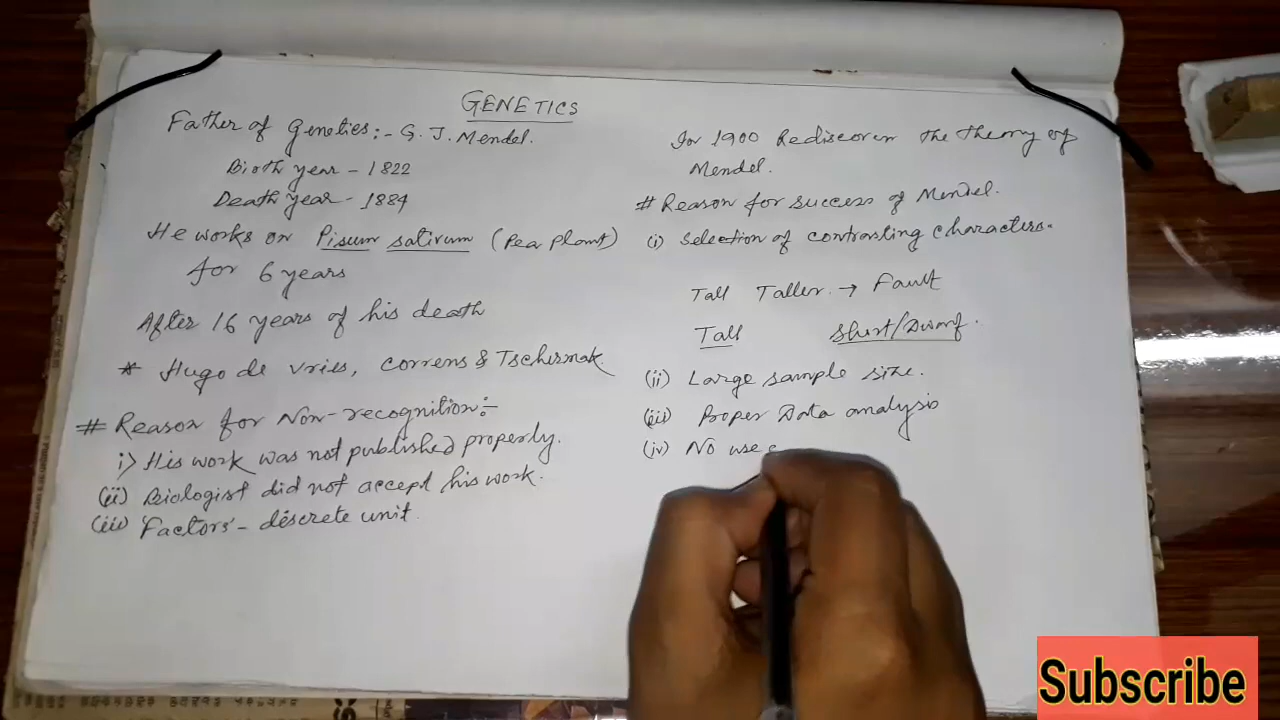 GENETICS
Father of Genetics:- G. J. Mendel.
Birth year - 1822
Death year - 1884
He works on Pisum sativum (Pea Plant)
for 6 years
After 16 years of his death
* Hugo de Vries, Correns & Tschermak
# Reason for Non-recognition:-
i) His work was not published properly.
(ii) Biologist did not accept his work.
(iii) 'Factors' - discrete unit.
In 1900 Rediscover the theory of
Mendel.
# Reason for success of Mendel.
(i) Selection of contrasting characters.
Tall Taller. → Fault
Tall Short/Dwarf.
(ii) Large sample size.
(iii) Proper Data analysis
(iv) No use
Subscribe